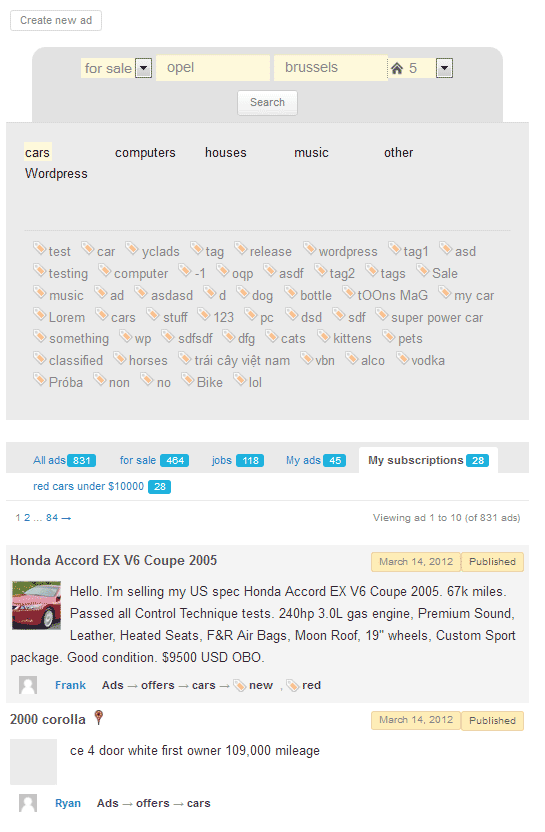 Create new ad
for sale opel brussels 5
Search
cars computers houses music other
Wordpress
test car yclads tag release wordpress tag1 asd
testing computer -1 oqp asdf tag2 tags Sale
music ad asdasd d dog bottle tOOns MaG my car
Lorem cars stuff 123 pc dsd sdf super power car
something wp sdfsdf dfg cats kittens pets
classified horses trái cây việt nam vbn alco vodka
Próba non no Bike lol
All ads 831 for sale 464 jobs 118 My ads 45 My subscriptions 28
red cars under $10000 28
1 2 ... 84 → Viewing ad 1 to 10 (of 831 ads)
Honda Accord EX V6 Coupe 2005 March 14, 2012 Published
Hello. I'm selling my US spec Honda Accord EX V6 Coupe 2005. 67k miles.
Passed all Control Technique tests. 240hp 3.0L gas engine, Premium Sound,
Leather, Heated Seats, F&R Air Bags, Moon Roof, 19" wheels, Custom Sport
package. Good condition. $9500 USD OBO.
Frank Ads → offers → cars → new , red
2000 corolla March 14, 2012 Published
ce 4 door white first owner 109,000 mileage
Ryan Ads → offers → cars